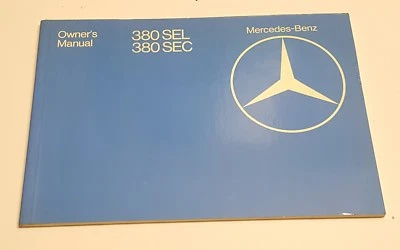 Owner's
Manual
380 SEL
380 SEC
Mercedes-Benz